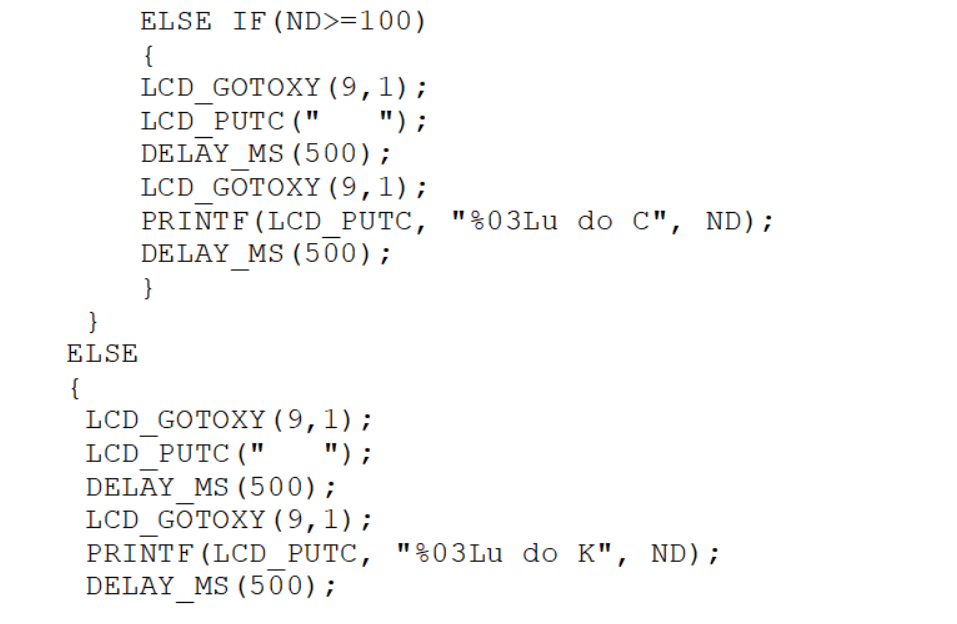 ELSE IF(ND>=100)
{
LCD_GOTOXY(9,1);
LCD_PUTC("   ");
DELAY_MS(500);
LCD_GOTOXY(9,1);
PRINTF(LCD_PUTC, "%03Lu do C", ND);
DELAY_MS(500);
}
}
ELSE
{
LCD_GOTOXY(9,1);
LCD_PUTC("   ");
DELAY_MS(500);
LCD_GOTOXY(9,1);
PRINTF(LCD_PUTC, "%03Lu do K", ND);
DELAY_MS(500);